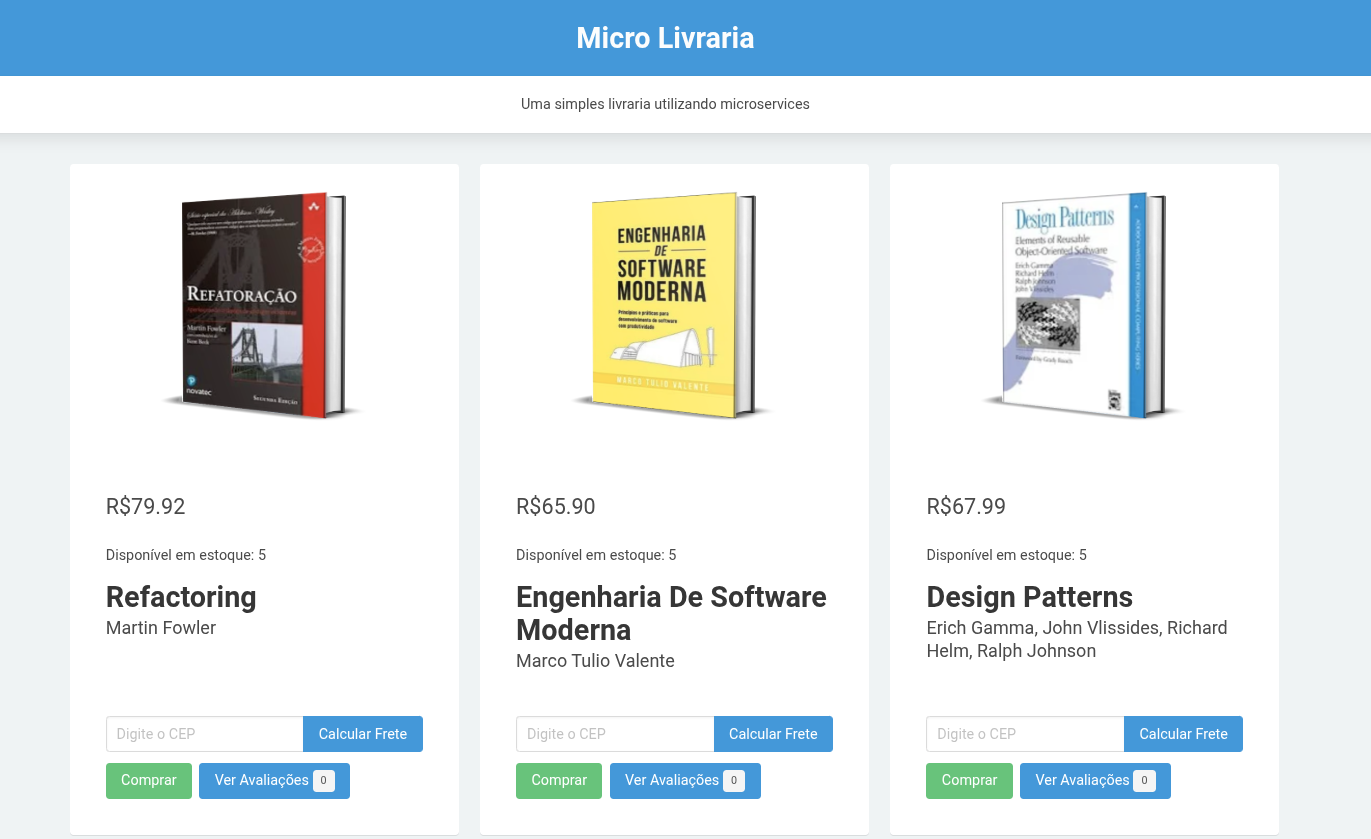 Micro Livraria
Uma simples livraria utilizando microservices
REFATORAÇÃO
Martin Fowler
Kent Beck
novatec
SEGUNDA EDIÇÃO
R$79.92
Disponível em estoque: 5
Refactoring
Martin Fowler
Digite o CEP
Calcular Frete
Comprar
Ver Avaliações 0
ENGENHARIA
DE
SOFTWARE
MODERNA
Princípios e práticas para
desenvolvimento de software
com produtividade
MARCO TULIO VALENTE
R$65.90
Disponível em estoque: 5
Engenharia De Software
Moderna
Marco Tulio Valente
Digite o CEP
Calcular Frete
Comprar
Ver Avaliações 0
Design Patterns
Elements of Reusable
Object-Oriented Software
Erich Gamma
Richard Helm
Ralph Johnson
John Vlissides
Foreword by Grady Booch
ADDISON-WESLEY PROFESSIONAL COMPUTING SERIES
R$67.99
Disponível em estoque: 5
Design Patterns
Erich Gamma, John Vlissides, Richard
Helm, Ralph Johnson
Digite o CEP
Calcular Frete
Comprar
Ver Avaliações 0